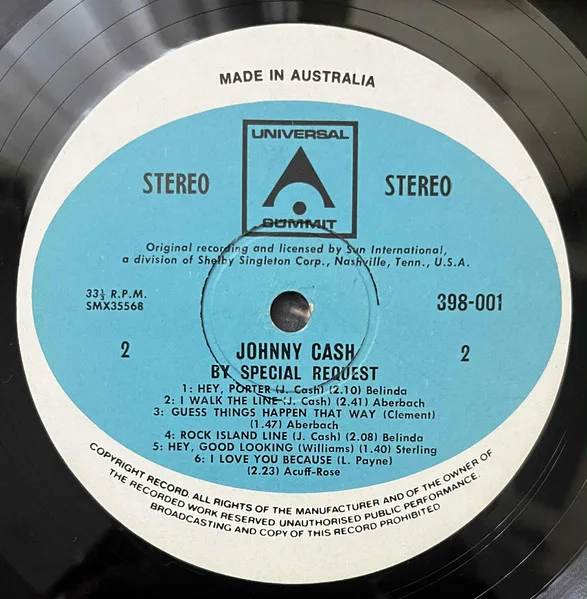 MADE IN AUSTRALIA
UNIVERSAL
SUMMIT
STEREO
STEREO
Original recording and licensed by Sun International,
a division of Shelby Singleton Corp., Nashville, Tenn., U.S.A.
33⅓ R.P.M.
SMX35568
398-001
2
2
JOHNNY CASH
BY SPECIAL REQUEST
1: HEY, PORTER (J. Cash) (2.10) Belinda
2: I WALK THE LINE (J. Cash) (2.41) Aberbach
3: GUESS THINGS HAPPEN THAT WAY (Clement)
(1.47) Aberbach
4: ROCK ISLAND LINE (J. Cash) (2.08) Belinda
5: HEY, GOOD LOOKING (Williams) (1.40) Sterling
6: I LOVE YOU BECAUSE (L. Payne)
(2.23) Acuff-Rose
COPYRIGHT RECORD. ALL RIGHTS OF THE MANUFACTURER AND OF THE OWNER OF
THE RECORDED WORK RESERVED UNAUTHORISED PUBLIC PERFORMANCE.
BROADCASTING AND COPY OF THIS RECORD PROHIBITED